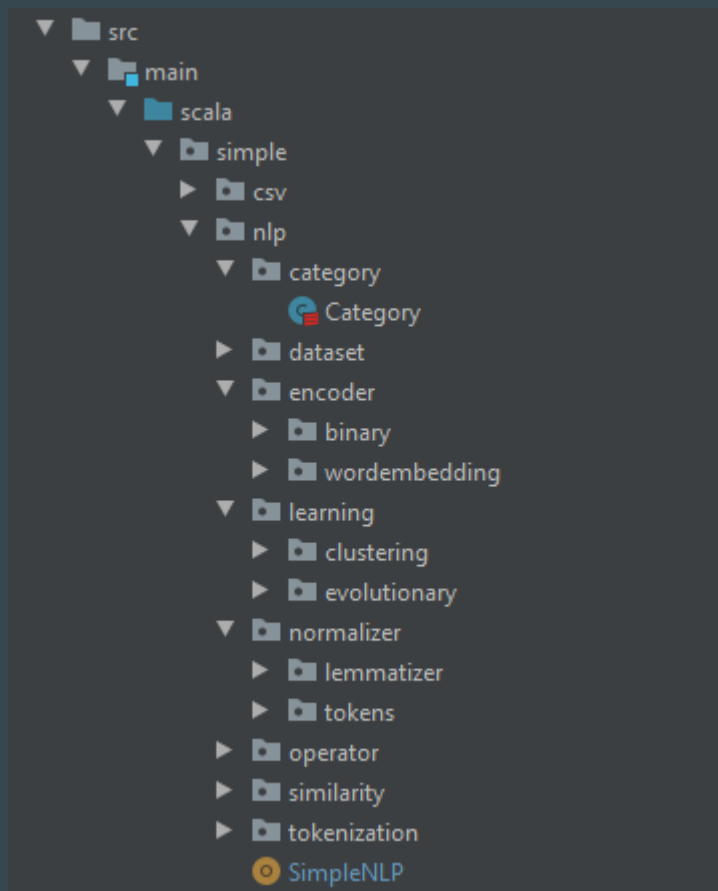 src
main
scala
simple
csv
nlp
category
Category
dataset
encoder
binary
wordembedding
learning
clustering
evolutionary
normalizer
lemmatizer
tokens
operator
similarity
tokenization
SimpleNLP